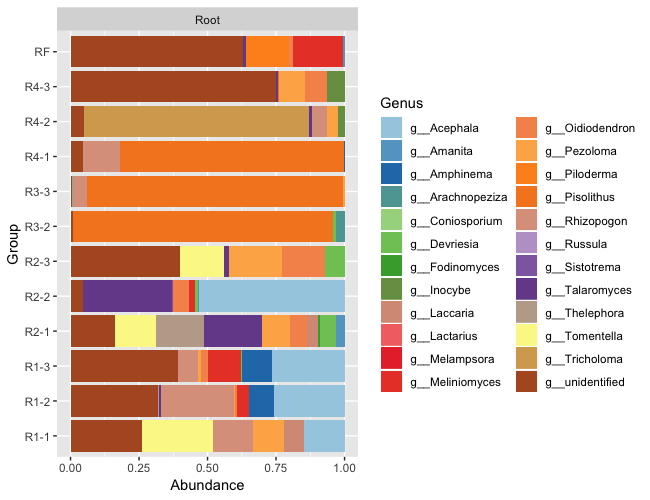 Root
RF
R4-3
R4-2
R4-1
R3-3
R3-2
R2-3
R2-2
R2-1
R1-3
R1-2
R1-1
Group
0.00 0.25 0.50 0.75 1.00
Abundance
Genus
g__Acephala
g__Amanita
g__Amphinema
g__Arachnopeziza
g__Coniosporium
g__Devriesia
g__Fodinomyces
g__Inocybe
g__Laccaria
g__Lactarius
g__Melampsora
g__Meliniomyces
g__Oidiodendron
g__Pezoloma
g__Piloderma
g__Pisolithus
g__Rhizopogon
g__Russula
g__Sistotrema
g__Talaromyces
g__Thelephora
g__Tomentella
g__Tricholoma
g__unidentified